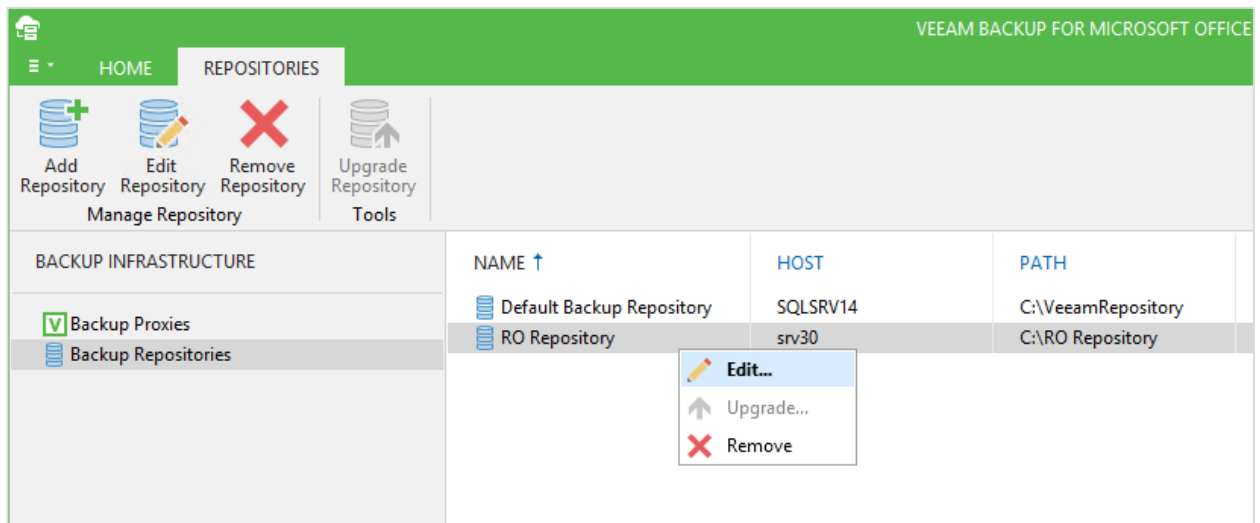 VEEAM BACKUP FOR MICROSOFT OFFICE
HOME REPOSITORIES
Add Repository Edit Repository Remove Repository Upgrade Repository
Manage Repository Tools
BACKUP INFRASTRUCTURE
Backup Proxies
Backup Repositories
NAME ↑ HOST PATH
Default Backup Repository SQLSRV14 C:\VeeamRepository
RO Repository srv30 C:\RO Repository
Edit...
Upgrade...
Remove